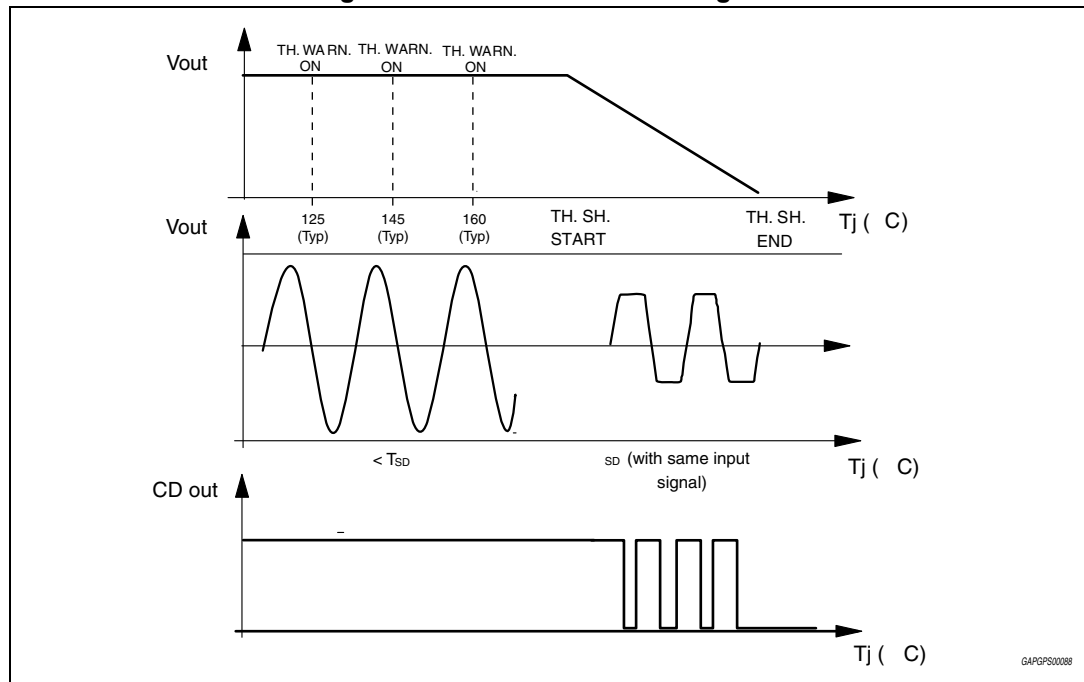 Vout
TH. WARN. ON
TH. WARN. ON
TH. WARN. ON
Tj ( C)
125 (Typ)
145 (Typ)
160 (Typ)
TH. SH. START
TH. SH. END
Vout
< TSD
SD (with same input signal)
Tj ( C)
CD out
Tj ( C)
GAPGPS00088